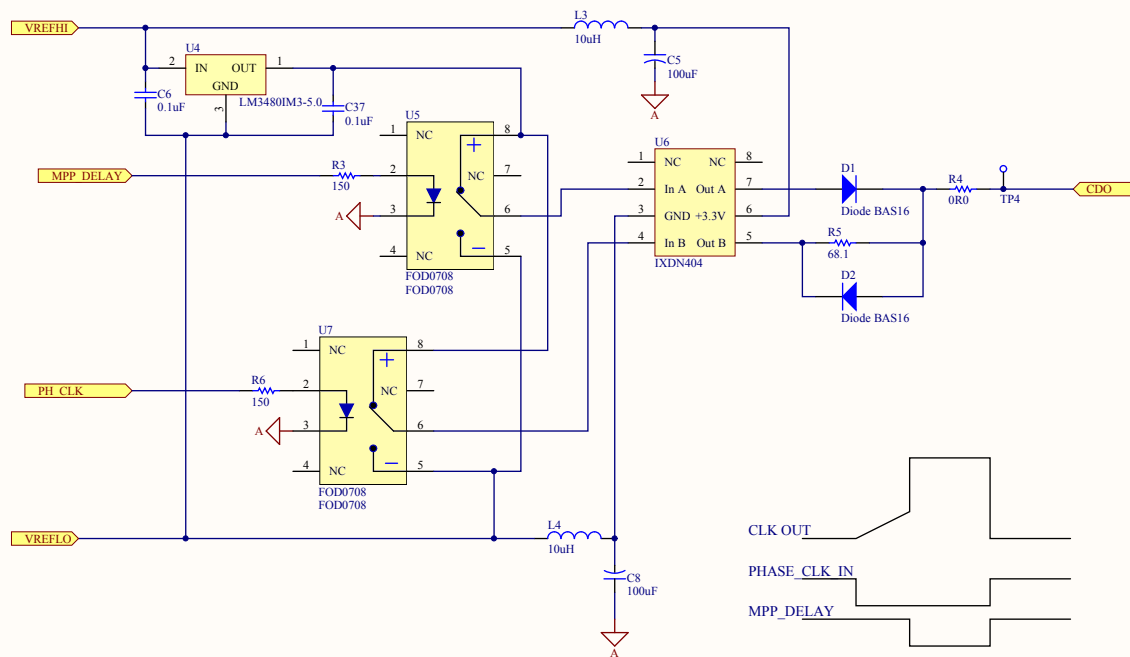 VREFHI
L3
10uH
U4
2 IN OUT 1
GND
3
LM3480IM3-5.0
C6
0.1uF
C37
0.1uF
C5
100uF
A
U5
1 NC 8
+
MPP_DELAY
R3
150
2 NC 7
A
3 6
4 NC 5
FOD0708
FOD0708
U6
1 NC NC 8
2 In A Out A 7
3 GND +3.3V 6
4 In B Out B 5
IXDN404
D1
Diode BAS16
R4
0R0
TP4
CDO
R5
68.1
D2
Diode BAS16
U7
1 NC 8
+
PH CLK
R6
150
2 NC 7
A
3 6
4 NC 5
FOD0708
FOD0708
VREFLO
L4
10uH
C8
100uF
A
CLK OUT
PHASE_CLK_IN
MPP_DELAY